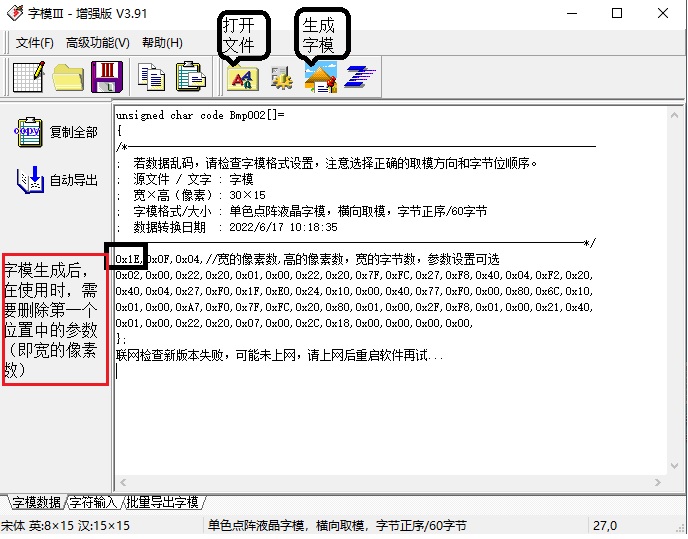 字模Ⅲ - 增强版 V3.91
打开
文件
生成
字模
文件(F) 高级功能(V) 帮助(H)
复制全部
自动导出
字模生成后，
在使用时，需
要删除第一个
位置中的参数
（即宽的像素
数）
unsigned char code Bmp002[]=
{
/*
; 若数据乱码，请检查字模格式设置，注意选择正确的取模方向和字节位顺序。
; 源文件 / 文字 : 字模
; 宽×高（像素）: 30×15
; 字模格式/大小 : 单色点阵液晶字模，横向取模，字节正序/60字节
; 数据转换日期 : 2022/6/17 10:18:35
*/
0x1E,0x0F,0x04,//宽的像素数,高的像素数，宽的字节数，参数设置可选
0x02,0x00,0x22,0x20,0x01,0x00,0x22,0x20,0x7F,0xFC,0x27,0xF8,0x40,0x04,0xF2,0x20,
0x40,0x04,0x27,0xF0,0x1F,0xE0,0x24,0x10,0x00,0x40,0x77,0xF0,0x00,0x80,0x6C,0x10,
0x01,0x00,0xA7,0xF0,0x7F,0xFC,0x20,0x80,0x01,0x00,0x2F,0xF8,0x01,0x00,0x21,0x40,
0x01,0x00,0x22,0x20,0x07,0x00,0x2C,0x18,0x00,0x00,0x00,0x00,
};
联网检查新版本失败，可能未上网，请上网后重启软件再试...
字模数据 字符输入 批量导出字模
宋体 英:8×15 汉:15×15 单色点阵液晶字模，横向取模，字节正序/60字节 27,0